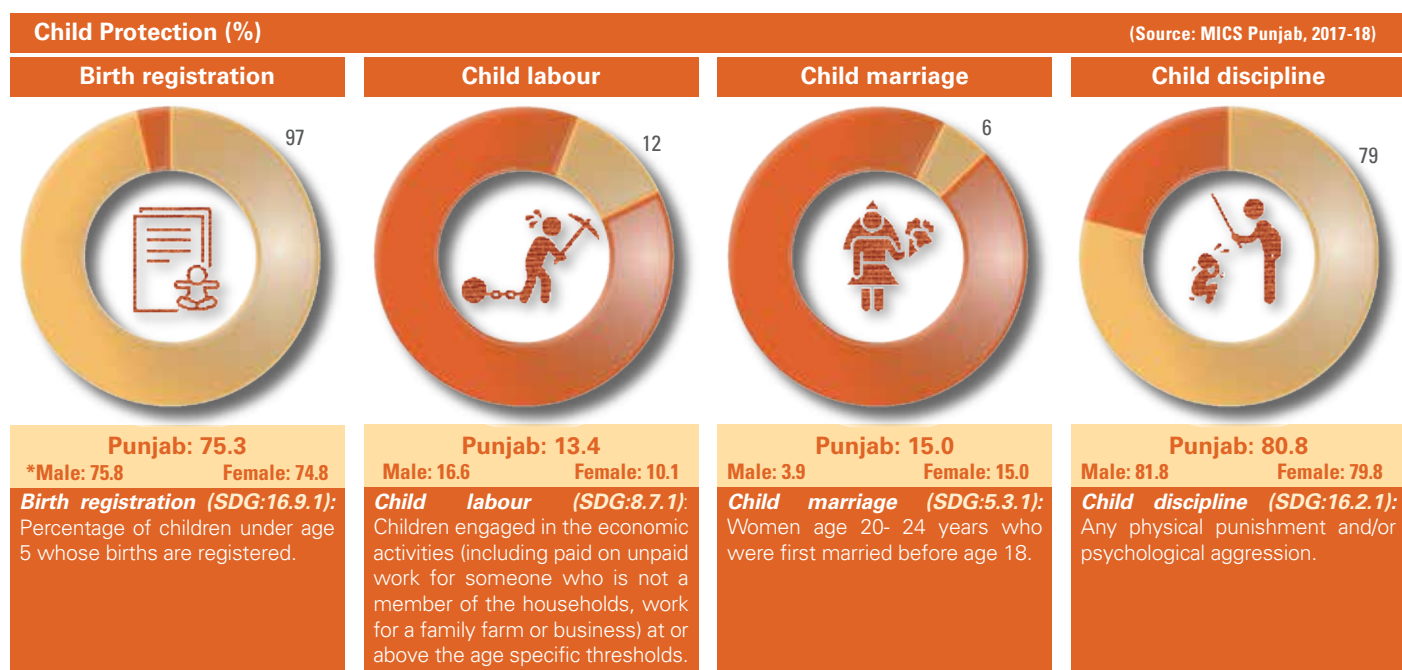 Child Protection (%)
(Source: MICS Punjab, 2017-18)
Birth registration
97
Punjab: 75.3
*Male: 75.8 Female: 74.8
Birth registration (SDG:16.9.1):
Percentage of children under age
5 whose births are registered.
Child labour
12
Punjab: 13.4
Male: 16.6 Female: 10.1
Child labour (SDG:8.7.1):
Children engaged in the economic
activities (including paid on unpaid
work for someone who is not a
member of the households, work
for a family farm or business) at or
above the age specific thresholds.
Child marriage
6
Punjab: 15.0
Male: 3.9 Female: 15.0
Child marriage (SDG:5.3.1):
Women age 20- 24 years who
were first married before age 18.
Child discipline
79
Punjab: 80.8
Male: 81.8 Female: 79.8
Child discipline (SDG:16.2.1):
Any physical punishment and/or
psychological aggression.